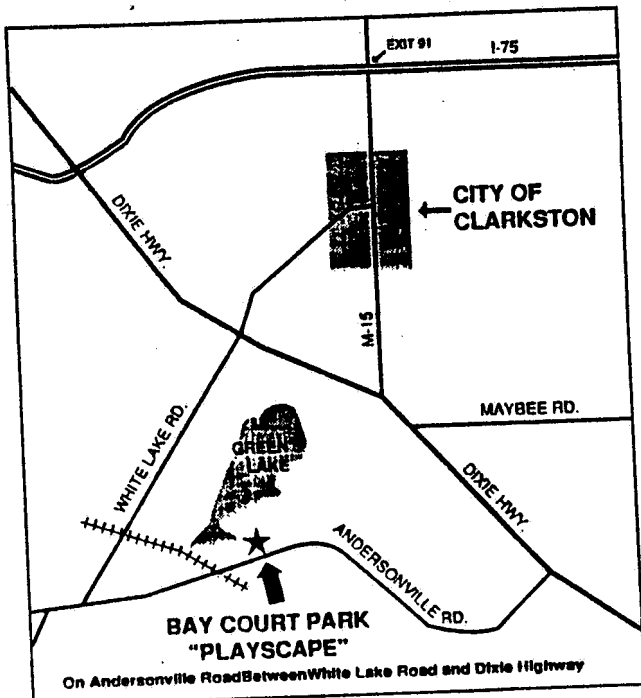 EXIT 91
I-75
DIXIE HWY.
CITY OF
CLARKSTON
M-15
MAYBEE RD.
WHITE LAKE RD.
GREEN'S
LAKE
DIXIE HWY.
ANDERSONVILLE RD.
BAY COURT PARK
"PLAYSCAPE"
On Andersonville RoadBetweenWhite Lake Road and Dixie Highway